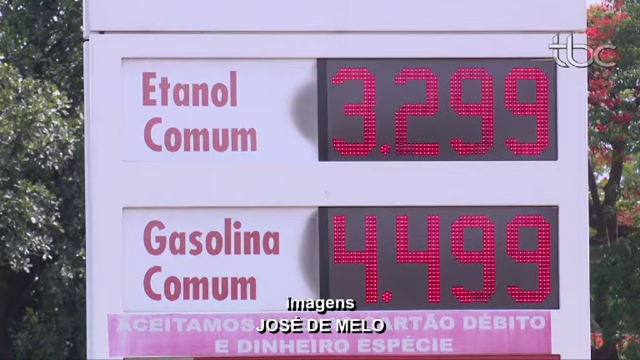 tbc
Etanol
Comum
3.299
Gasolina
Comum
4.499
imagens
JOSÉ DE MELO
ACEITAMOS CARTÃO DÉBITO
E DINHEIRO ESPÉCIE